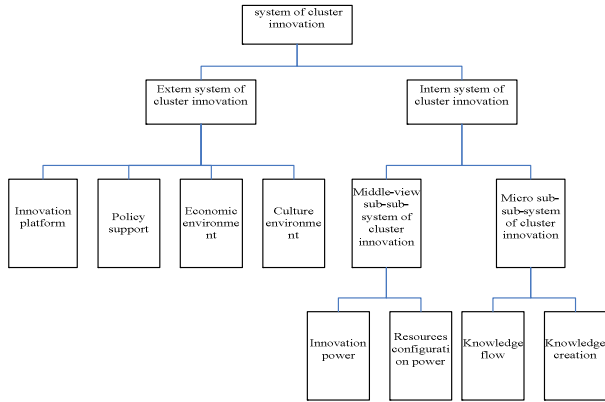 system of cluster
innovation
Extern system of
cluster innovation
Intern system of
cluster innovation
Innovation
platform
Policy
support
Economic
environme
nt
Culture
environme
nt
Middle-view
sub-sub-
system of
cluster
innovation
Micro sub-
sub-system
of cluster
innovation
Innovation
power
Resources
configurati
on power
Knowledge
flow
Knowledge
creation